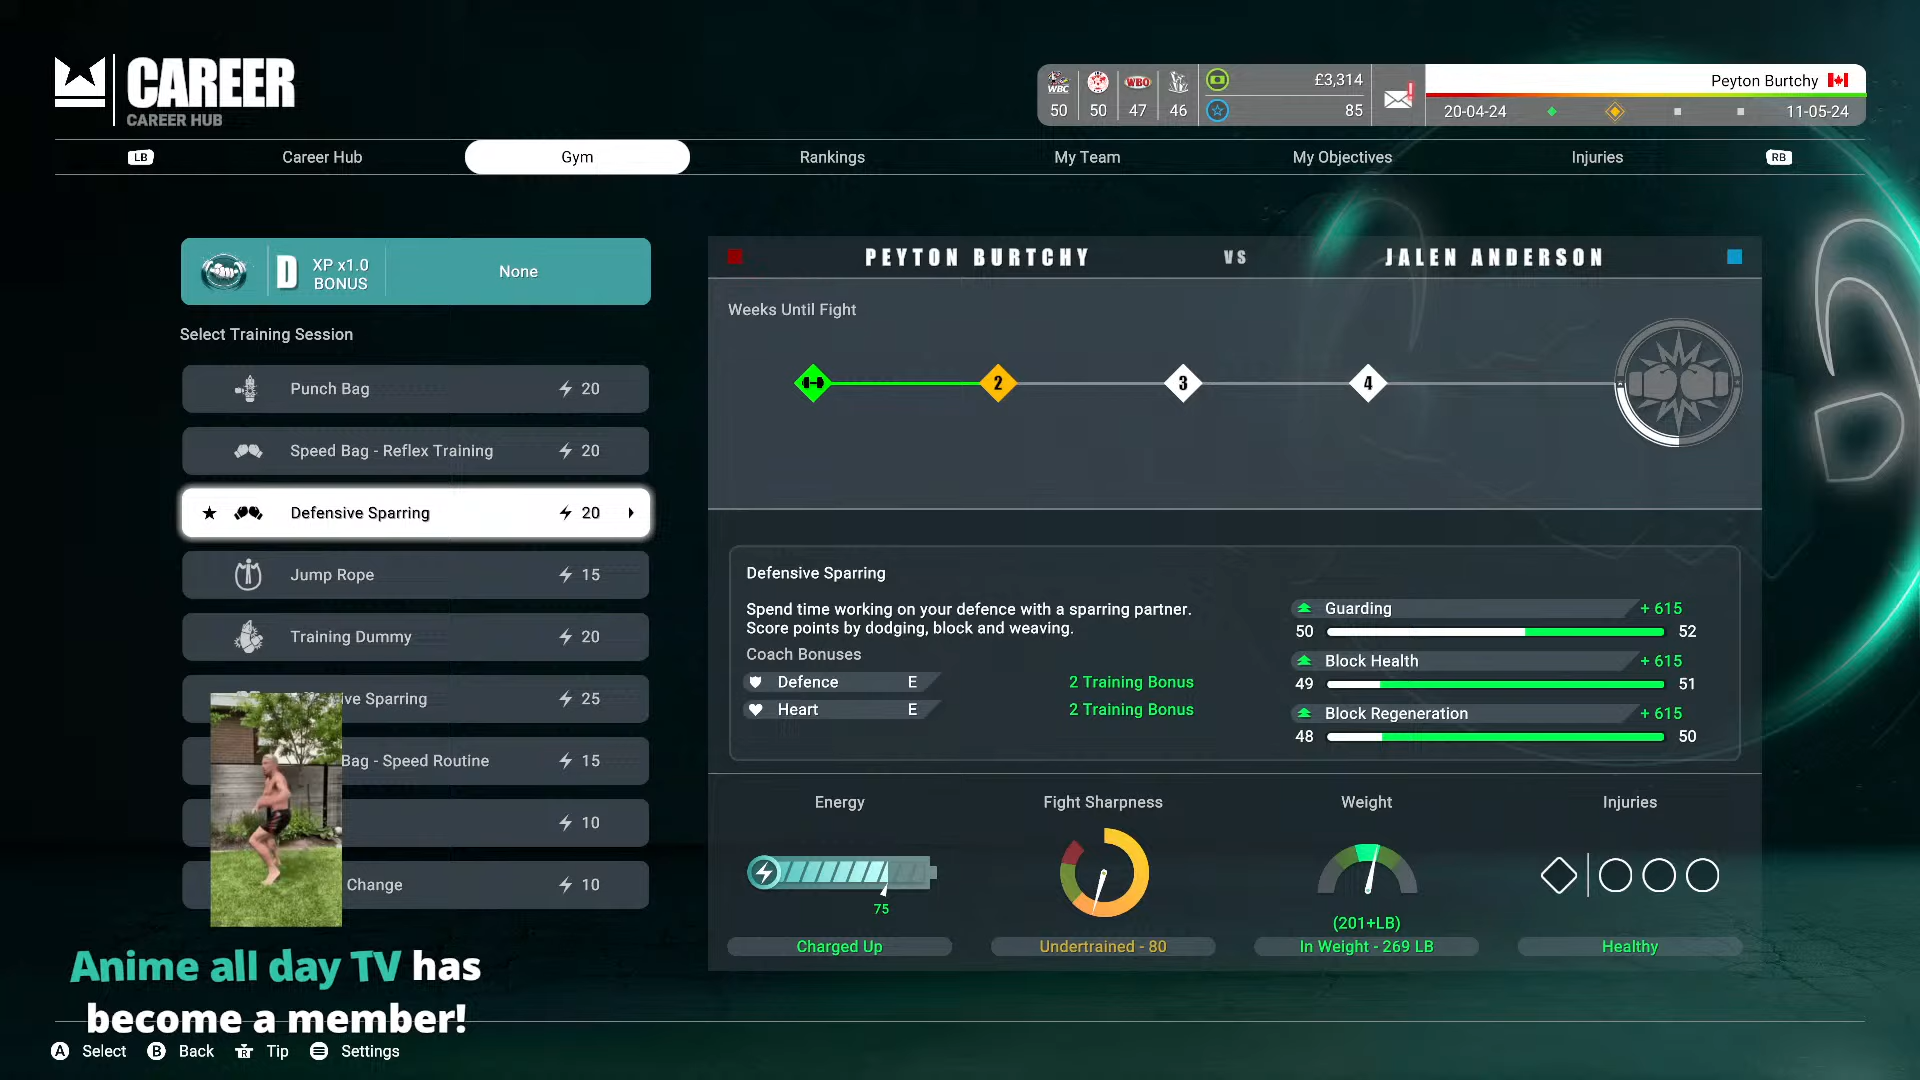 CAREER
CAREER HUB
WBC
WBO
50
50
47
46
£3,314
85
Peyton Burtchy
20-04-24
11-05-24
LB
Career Hub
Gym
Rankings
My Team
My Objectives
Injuries
RB
D
XP x1.0
BONUS
None
Select Training Session
Punch Bag
20
Speed Bag - Reflex Training
20
Defensive Sparring
20
Jump Rope
15
Training Dummy
20
ive Sparring
25
Bag - Speed Routine
15
10
Change
10
PEYTON BURTCHY
VS
JALEN ANDERSON
Weeks Until Fight
2
3
4
Defensive Sparring
Spend time working on your defence with a sparring partner.
Score points by dodging, block and weaving.
Coach Bonuses
Defence
E
2 Training Bonus
Heart
E
2 Training Bonus
Guarding
+ 615
50
52
Block Health
+ 615
49
51
Block Regeneration
+ 615
48
50
Energy
75
Charged Up
Fight Sharpness
Undertrained - 80
Weight
(201+LB)
In Weight - 269 LB
Injuries
Healthy
Anime all day TV has
become a member!
A Select
B Back
R Tip
Settings